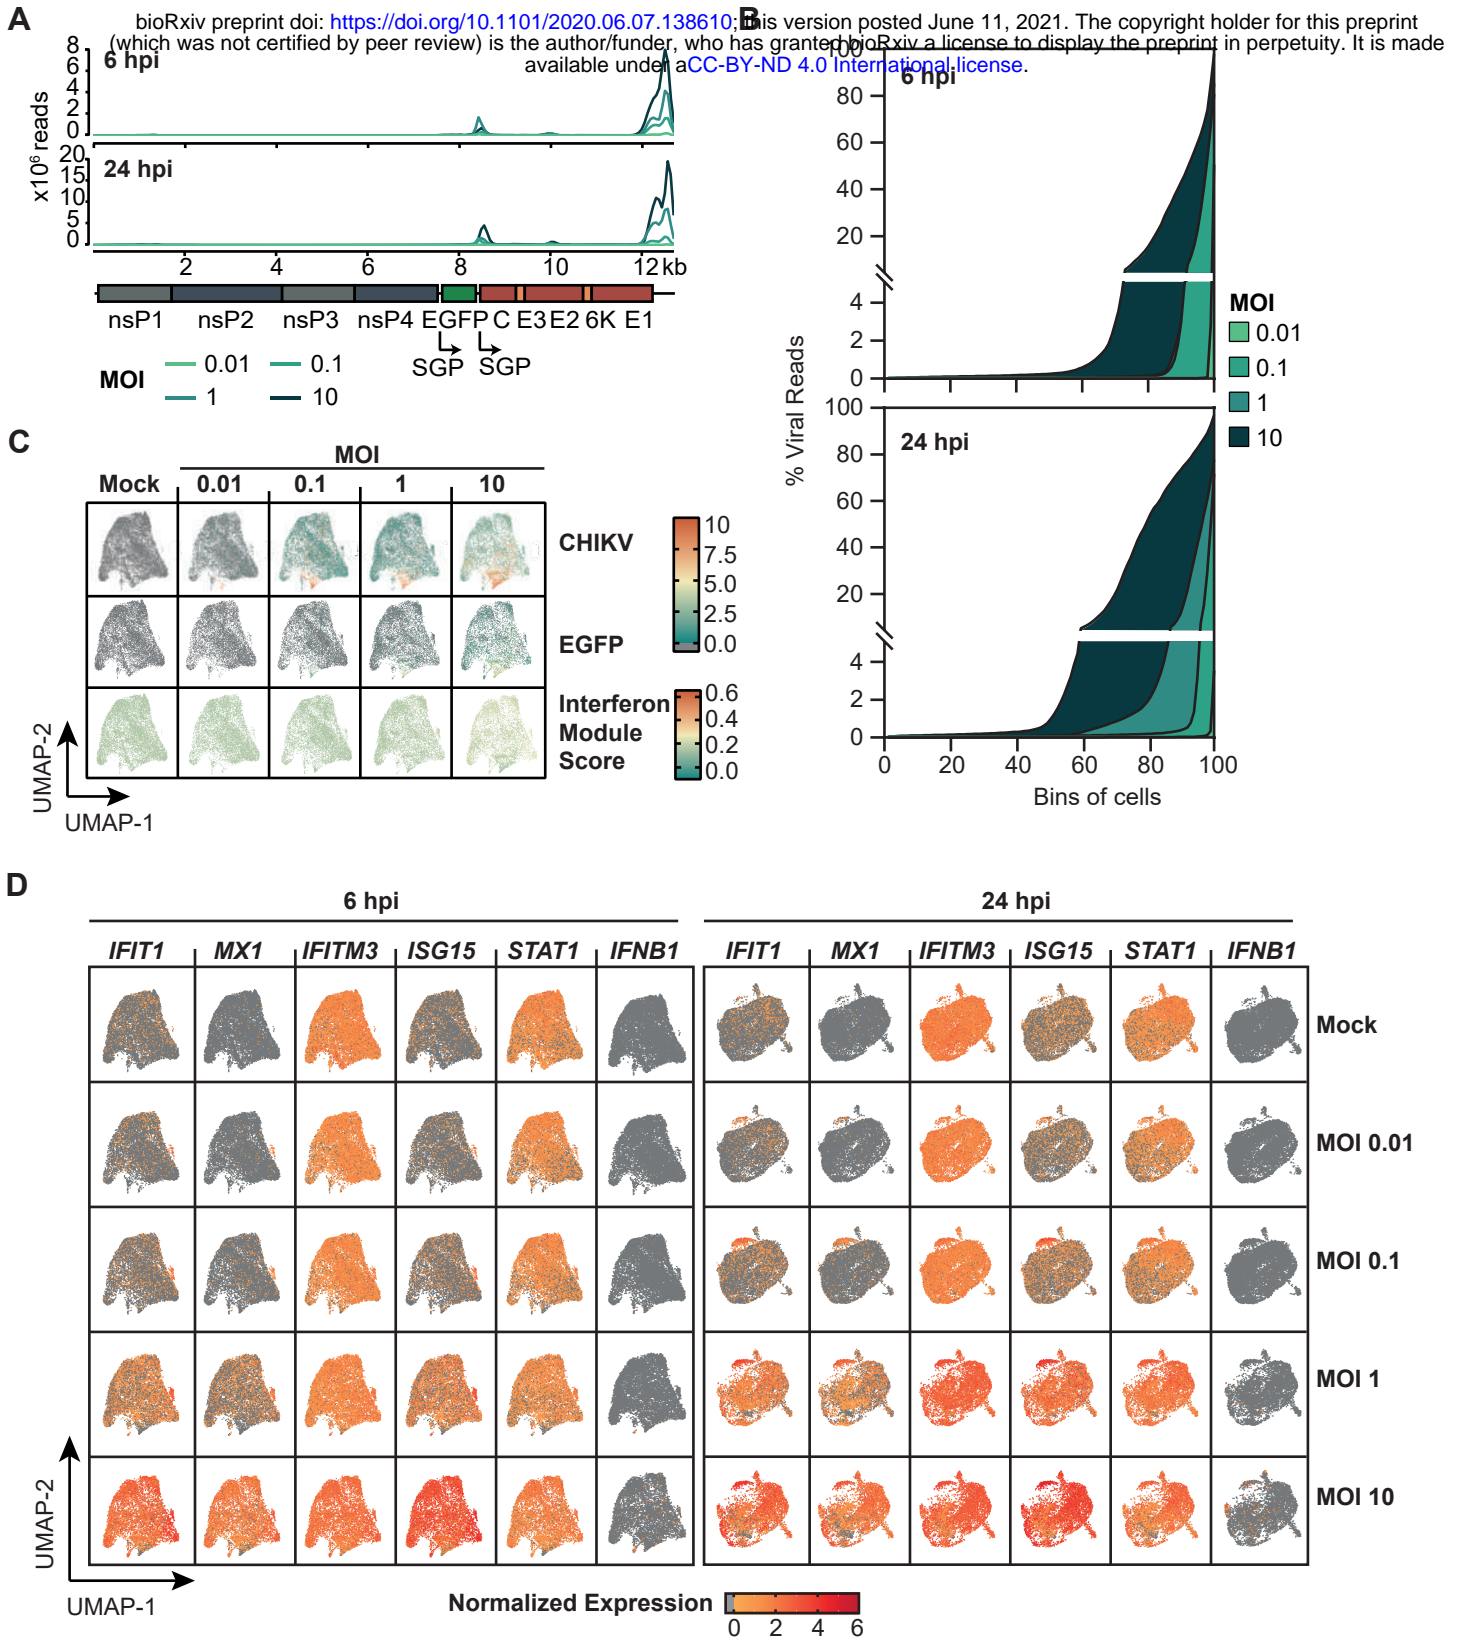 A
bioRxiv preprint doi: https://doi.org/10.1101/2020.06.07.138610; this version posted June 11, 2021. The copyright holder for this preprint
(which was not certified by peer review) is the author/funder, who has granted bioRxiv a license to display the preprint in perpetuity. It is made
available under aCC-BY-ND 4.0 International license.
8
6
4
2
0
6 hpi
x10⁶ reads
20
15
10
5
0
24 hpi
2 4 6 8 10 12 kb
nsP1 nsP2 nsP3 nsP4 EGFP C E3 E2 6K E1
SGP SGP
MOI
0.01 0.1
1 10
B
100
80
60
40
20
4
2
0
6 hpi
% Viral Reads
100
80
60
40
20
4
2
0
24 hpi
0 20 40 60 80 100
Bins of cells
MOI
0.01
0.1
1
10
C
MOI
Mock 0.01 0.1 1 10
CHIKV
EGFP
10
7.5
5.0
2.5
0.0
Interferon
Module
Score
0.6
0.4
0.2
0.0
UMAP-2
UMAP-1
D
6 hpi 24 hpi
IFIT1 MX1 IFITM3 ISG15 STAT1 IFNB1 IFIT1 MX1 IFITM3 ISG15 STAT1 IFNB1
Mock
MOI 0.01
MOI 0.1
MOI 1
MOI 10
UMAP-2
UMAP-1
Normalized Expression
0 2 4 6